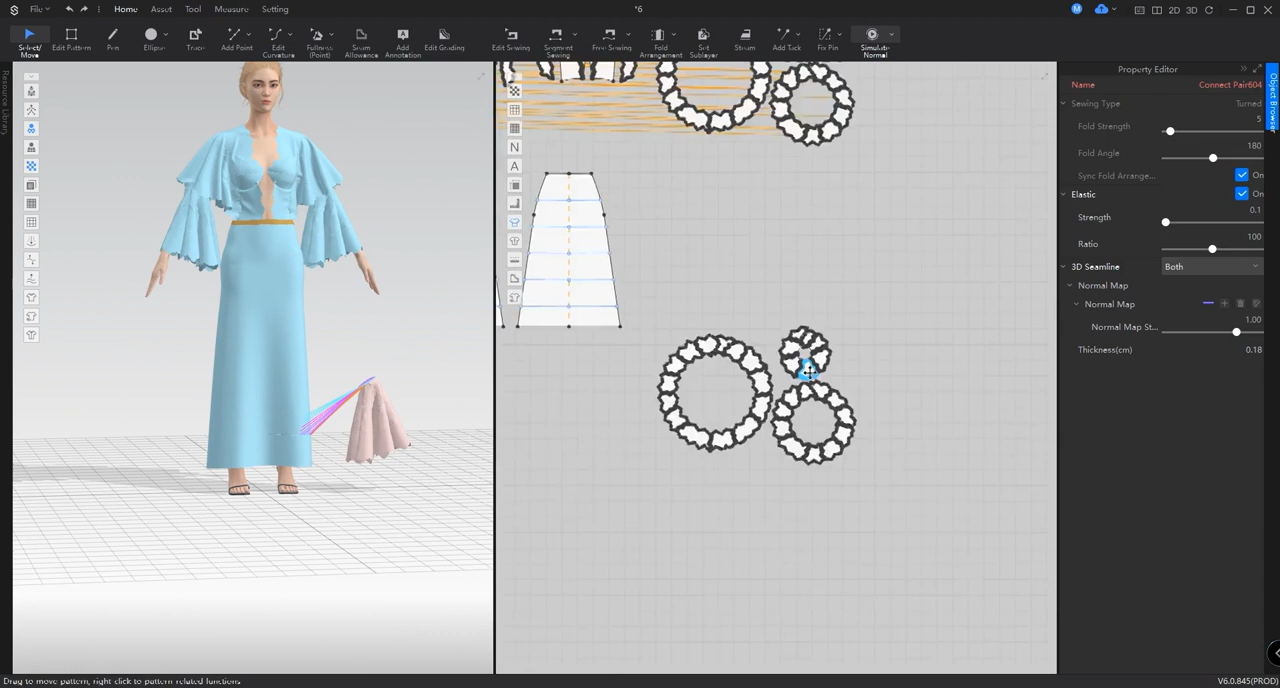 File
Home
Asset
Tool
Measure
Setting
*6
M
2D
3D
Select/
Move
Edit Pattern
Pen
Ellipse
Trace
Add Point
Edit
Curvature
Fullness
(Point)
Seam
Allowance
Add
Annotation
Edit Grading
Edit Sewing
Segment
Sewing
Free Sewing
Fold
Arrangement
Set
Sublayer
Steam
Add Tack
Fix Pin
Simulate
Normal
Resource Library
N
A
Property Editor
Object Browser
Name
Connect Pair604
Sewing Type
Turned
Fold Strength
5
Fold Angle
180
Sync Fold Arrange...
On
Elastic
On
Strength
0.1
Ratio
100
3D Seamline
Both
Normal Map
Normal Map
Normal Map St...
1.00
Thickness(cm)
0.18
Drag to move pattern, right click to pattern related functions
V6.0.845(PROD)